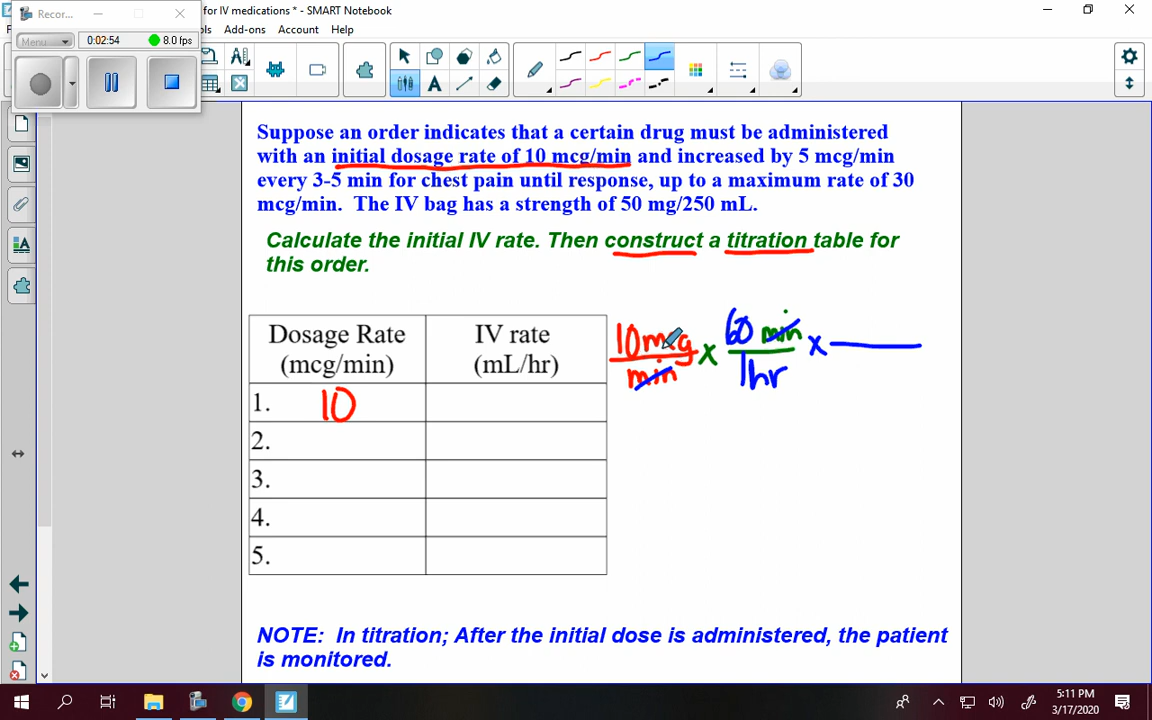 Recor...
for IV medications * - SMART Notebook
Menu
0:02:54
8.0 fps
ols Add-ons Account Help
Suppose an order indicates that a certain drug must be administered
with an initial dosage rate of 10 mcg/min and increased by 5 mcg/min
every 3-5 min for chest pain until response, up to a maximum rate of 30
mcg/min. The IV bag has a strength of 50 mg/250 mL.
Calculate the initial IV rate. Then construct a titration table for
this order.
Dosage Rate
(mcg/min)
IV rate
(mL/hr)
1. 10
2.
3.
4.
5.
10mcg x 60 min x
min 1hr
NOTE: In titration; After the initial dose is administered, the patient
is monitored.
5:11 PM
3/17/2020